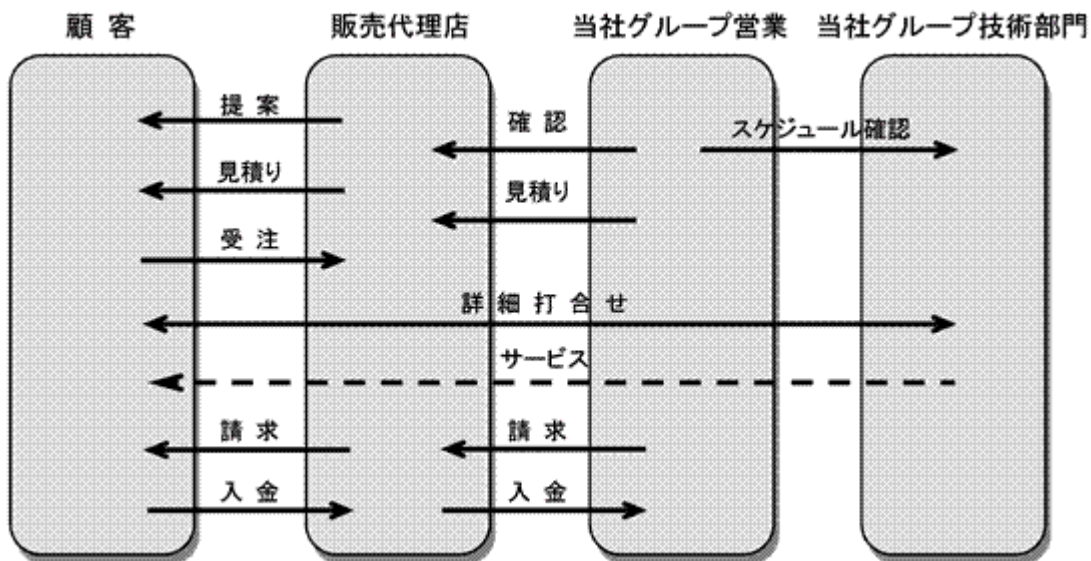 顧 客
販売代理店
当社グループ営業
当社グループ技術部門
提 案
確 認
スケジュール確認
見積り
見積り
受 注
詳 細 打 合 せ
サービス
請 求
請 求
入 金
入 金